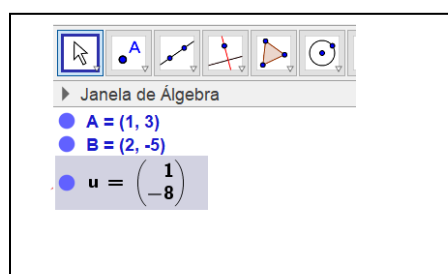 A
Janela de Álgebra
A = (1, 3)
B = (2, -5)
u = (1
-8)